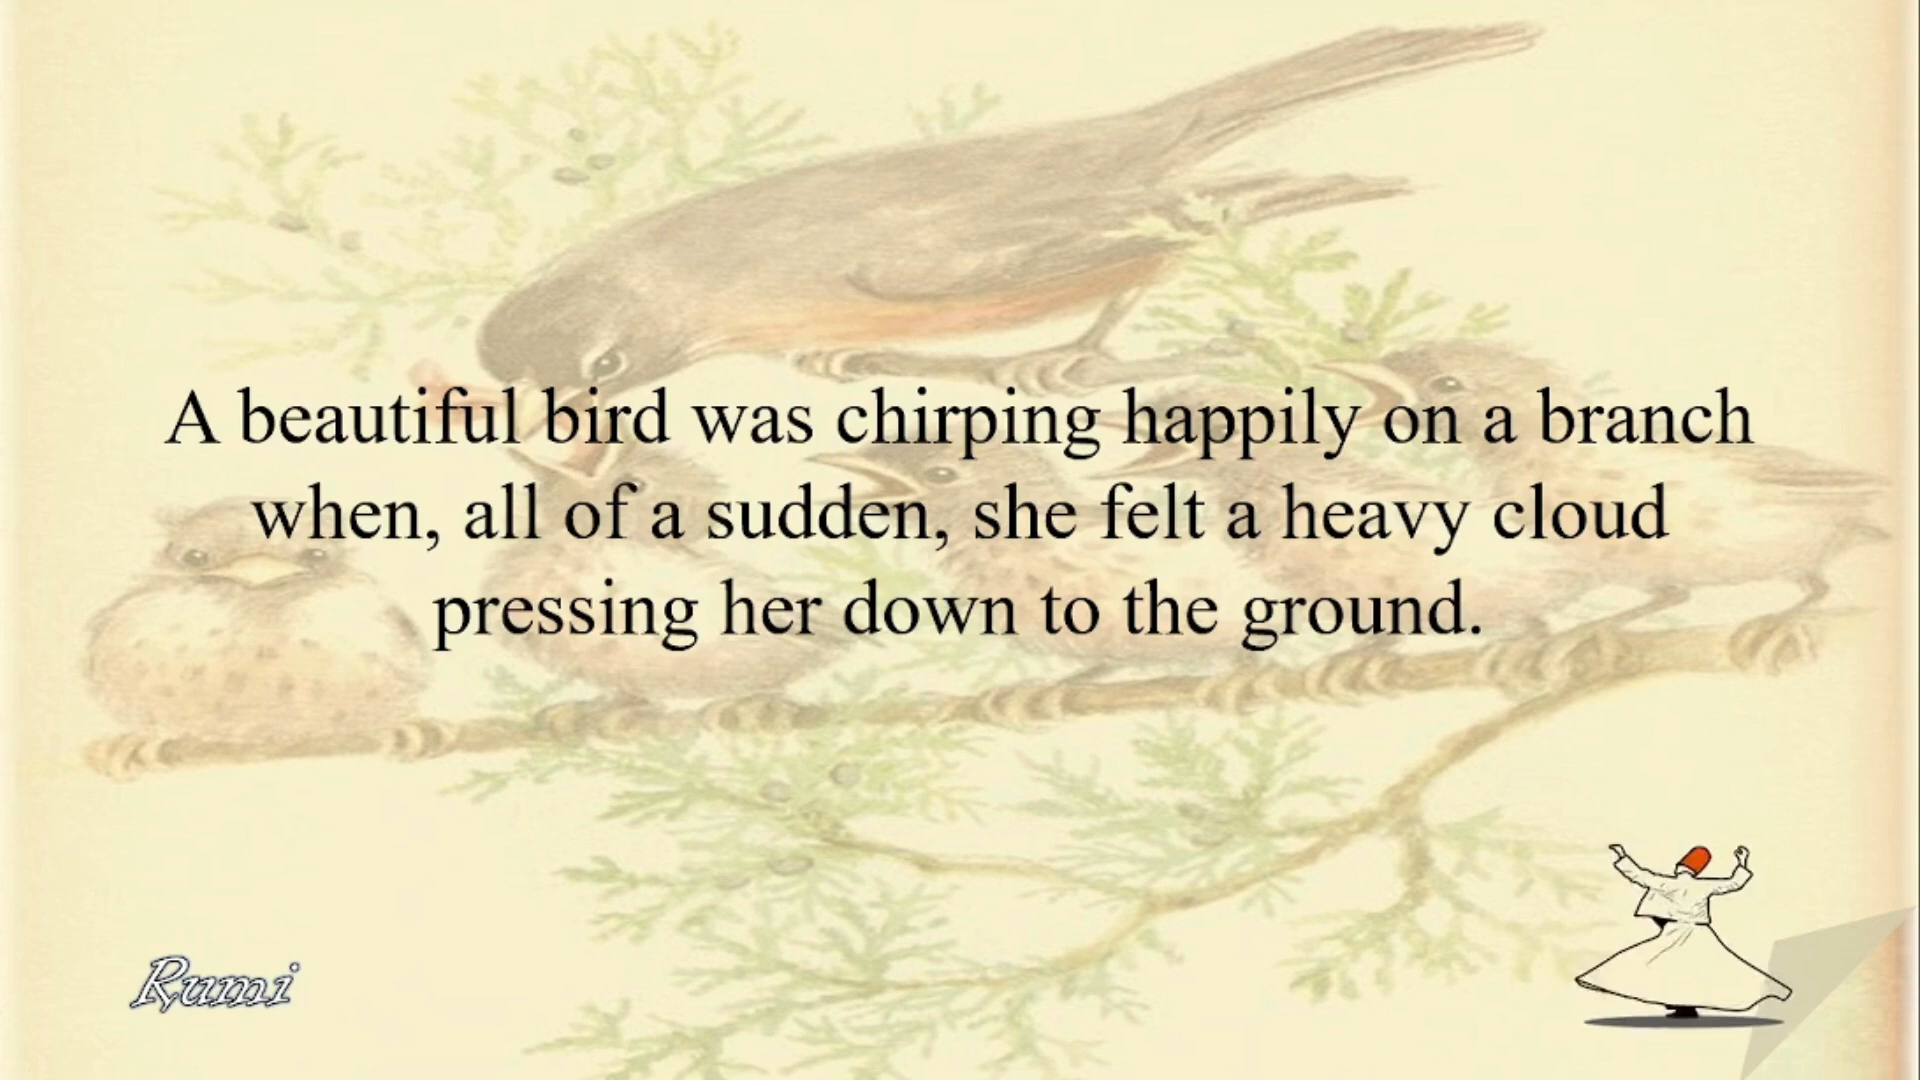 A beautiful bird was chirping happily on a branch
when, all of a sudden, she felt a heavy cloud
pressing her down to the ground.
Rumi